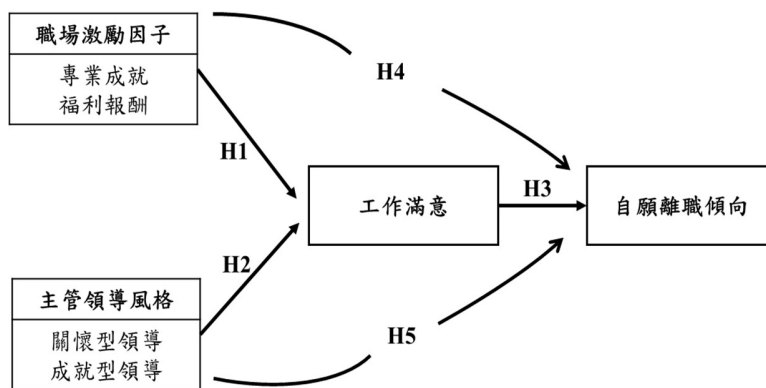 職場激勵因子
專業成就
福利報酬
H4
H1
工作滿意
H3
自願離職傾向
H2
主管領導風格
關懷型領導
成就型領導
H5